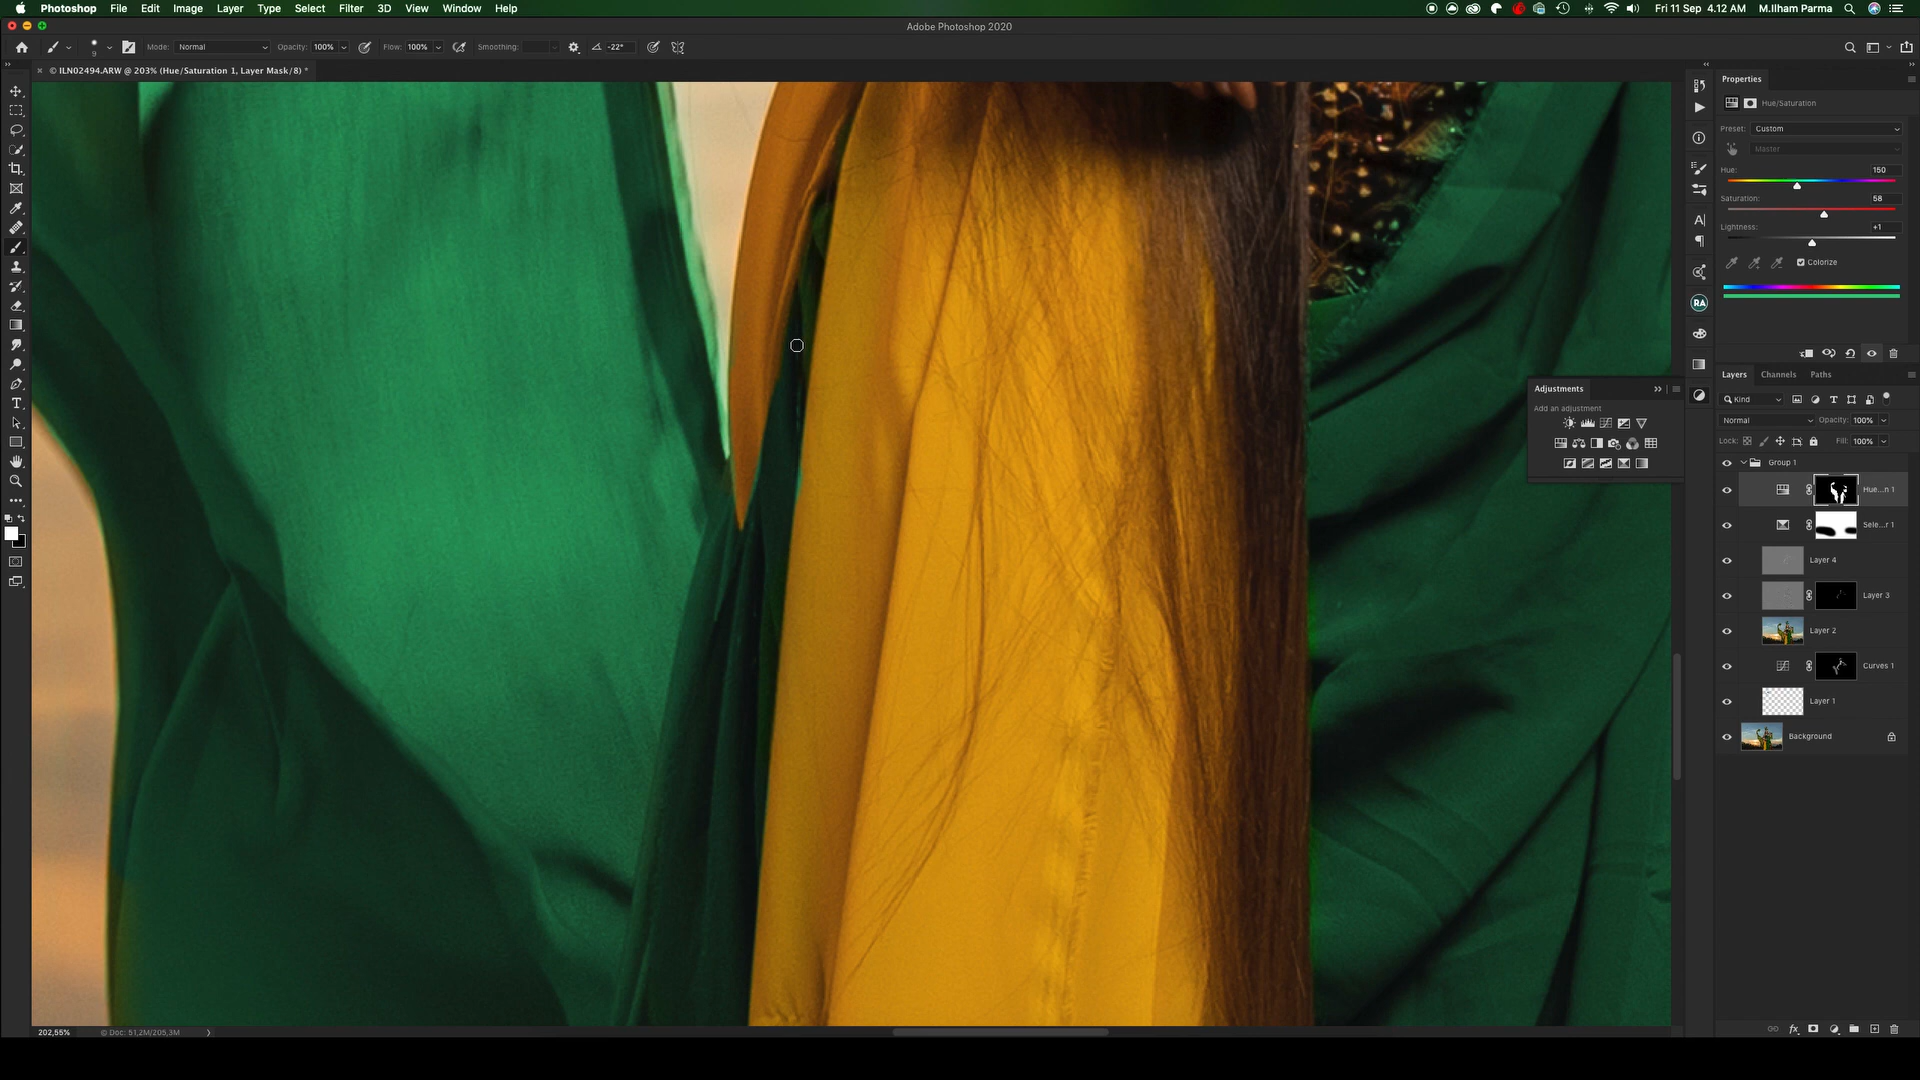 Photoshop File Edit Image Layer Type Select Filter 3D View Window Help Fri 11 Sep 4.12 AM M.Ilham Parma
Adobe Photoshop 2020
9 Mode: Normal Opacity: 100% Flow: 100% Smoothing: -22°
× © ILN02494.ARW @ 203% (Hue/Saturation 1, Layer Mask/8) *
Properties
Hue/Saturation
Preset: Custom
Master
Hue: 150
Saturation: 58
Lightness: +1
Colorize
RA
Adjustments
Add an adjustment
Layers Channels Paths
Kind
Normal Opacity: 100%
Lock: Fill: 100%
Group 1
Hue...n 1
Sele...r 1
Layer 4
Layer 3
Layer 2
Curves 1
Layer 1
Background
202,55% © Doc: 51,2M/205,3M